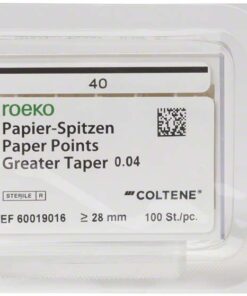 40
roeko
Papier-Spitzen
Paper Points
Greater Taper 0.04
STERILE R
COLTENE®
EF 60019016 ≥ 28 mm 100 St./pc.